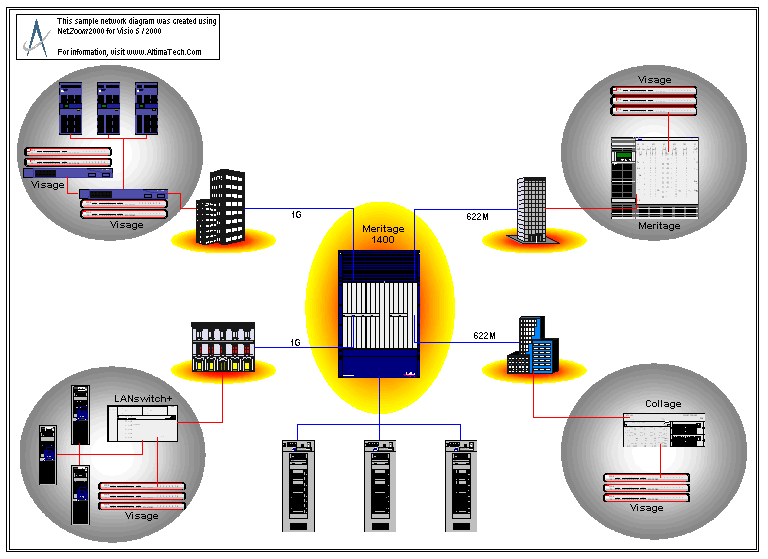 This sample network diagram was created using
NetZoom2000 for Visio 5 / 2000
For information, visit www.AltimaTech.Com
Visage
Visage
Visage
Meritage
1G
Meritage
1400
622M
Visage
1G
622M
LANswitch+
Visage
Collage
Visage